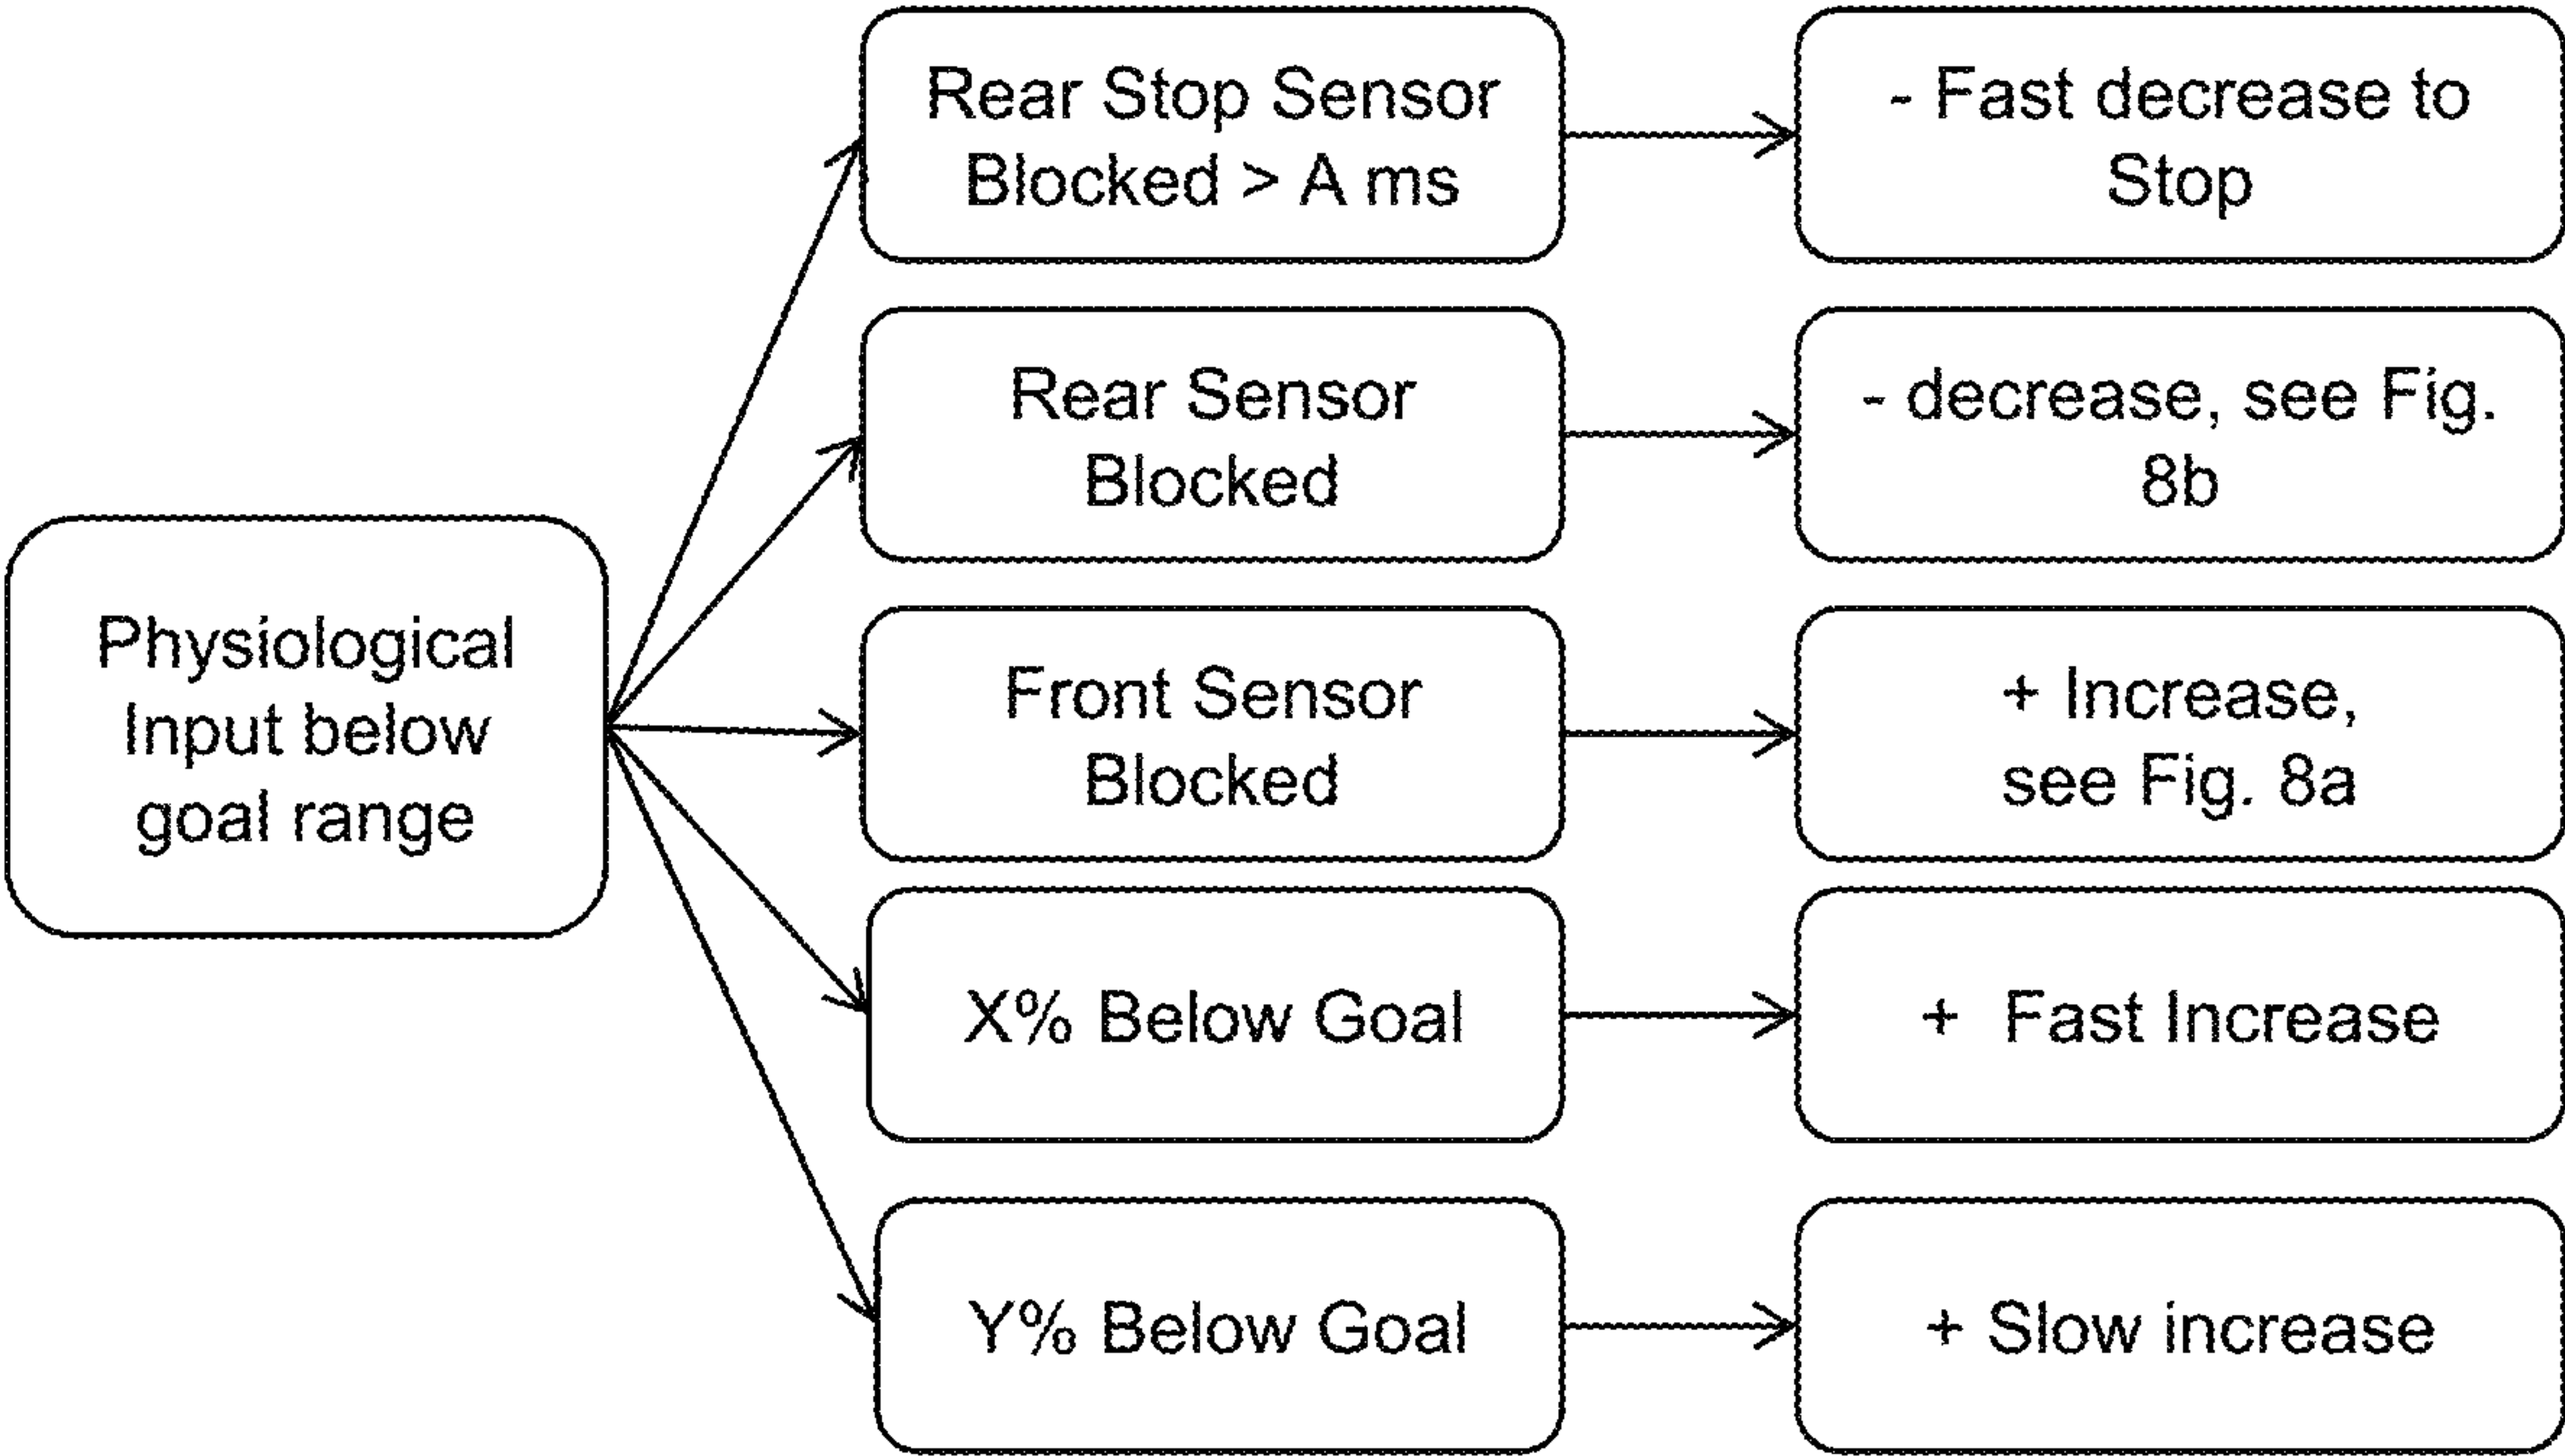 Physiological
Input below
goal range
Rear Stop Sensor
Blocked > A ms
- Fast decrease to
Stop
Rear Sensor
Blocked
- decrease, see Fig.
8b
Front Sensor
Blocked
+ Increase,
see Fig. 8a
X% Below Goal
+ Fast Increase
Y% Below Goal
+ Slow increase